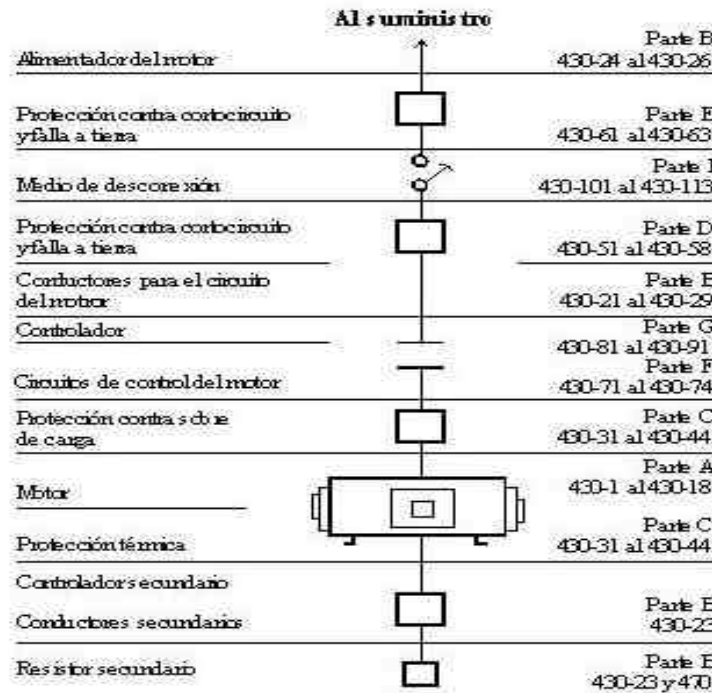 Al suministro
Alimentador del motor
Parte B
430-24 al 430-26
Protección contra cortocircuito
y falla a tierra
Parte E
430-61 al 430-63
Medio de desconexión
Parte I
430-101 al 430-113
Protección contra cortocircuito
y falla a tierra
Parte D
430-51 al 430-58
Conductores para el circuito
del motror
Parte B
430-21 al 430-29
Controlador
Parte G
430-81 al 430-91
Circuitos de control del motor
Parte F
430-71 al 430-74
Protección contra sobre
de carga
Parte C
430-31 al 430-44
Motor
Parte A
430-1 al 430-18
Protección térmica
Parte C
430-31 al 430-44
Controlador secundario
Conductores secundarios
Parte B
430-23
Resistor secundario
Parte B
430-23 y 470